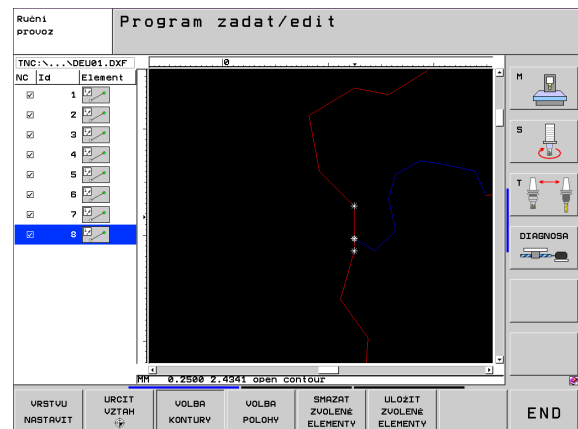 Ruční
provoz
Program zadat/edit
TNC:\...\DEU01.DXF
NC Id Element
1
2
3
4
5
6
7
8
0
M
S
T
DIAGNOSA
MM 0.2500 2.4341 open contour
VRSTVU
NASTAVIT
URCIT
VZTAH
VOLBA
KONTURY
VOLBA
POLOHY
SMAZAT
ZVOLENÉ
ELEMENTY
ULOŽIT
ZVOLENÉ
ELEMENTY
END